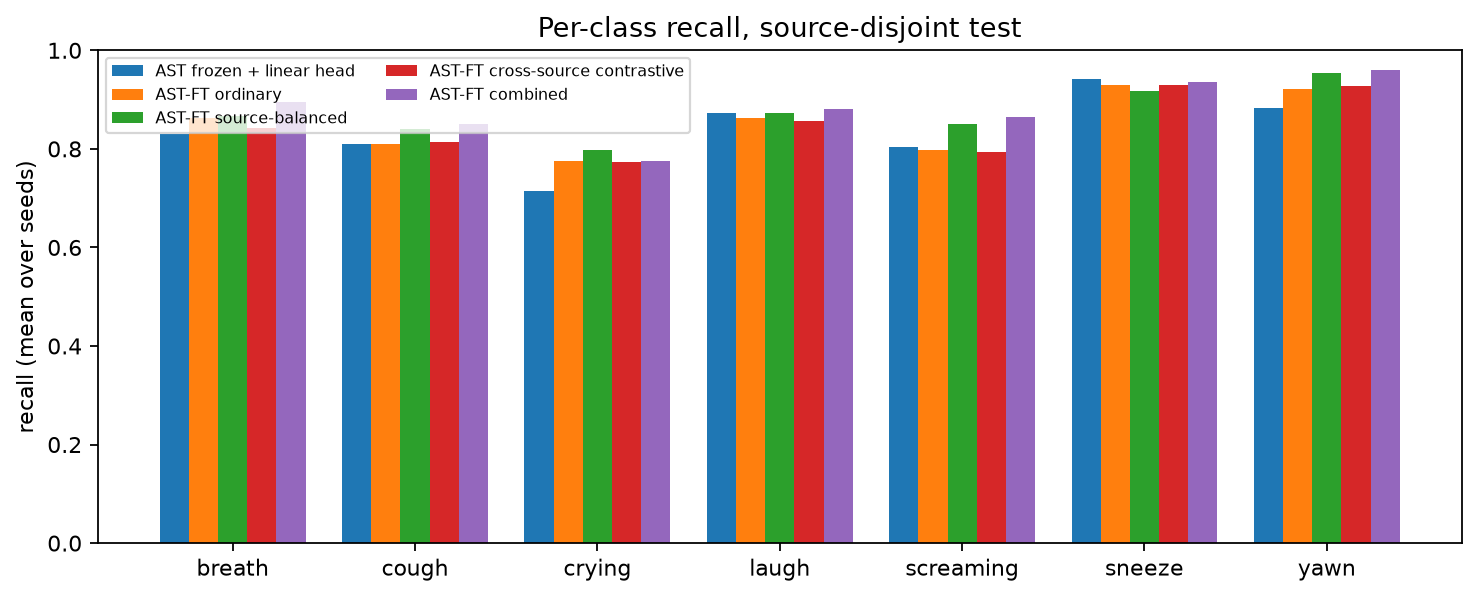 Per-class recall, source-disjoint test
recall (mean over seeds)
1.0
0.8
0.6
0.4
0.2
0.0
AST frozen + linear head
AST-FT ordinary
AST-FT source-balanced
AST-FT cross-source contrastive
AST-FT combined
breath
cough
crying
laugh
screaming
sneeze
yawn